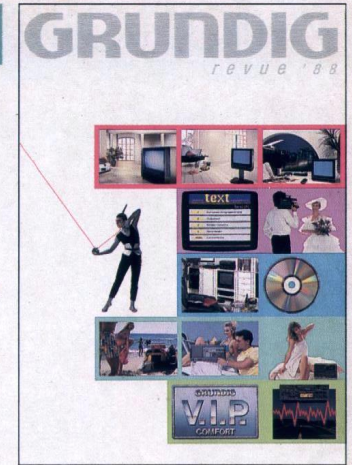 GRUNDIG
revue '88
text
GRUNDIG
V.I.P.
COMFORT